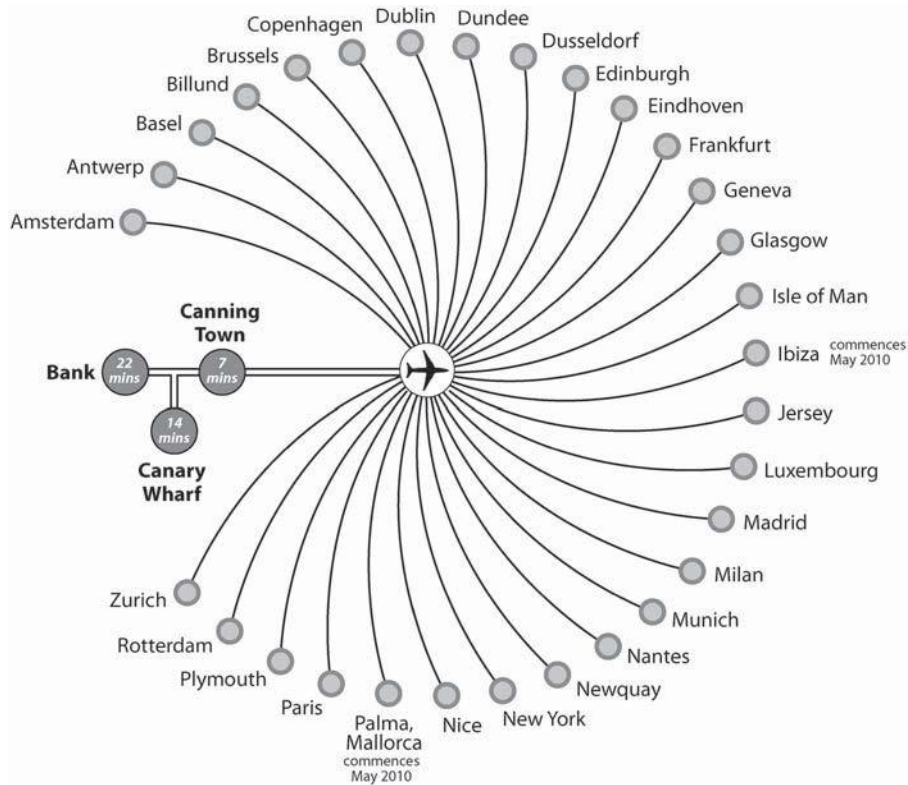 Copenhagen
Dublin
Dundee
Dusseldorf
Brussels
Edinburgh
Billund
Eindhoven
Basel
Frankfurt
Antwerp
Geneva
Amsterdam
Glasgow
Isle of Man
Canning
Town
Ibiza commences
May 2010
Bank
22
mins
7
mins
Jersey
14
mins
Canary
Wharf
Luxembourg
Madrid
Milan
Zurich
Munich
Rotterdam
Nantes
Plymouth
Newquay
Paris
Palma,
Mallorca
commences
May 2010
Nice
New York